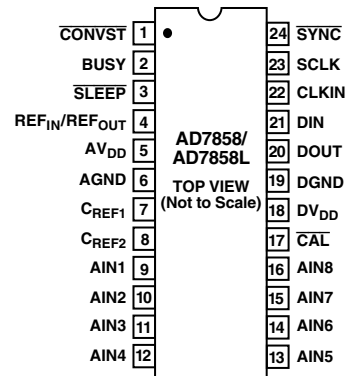 CONVST 1 24 SYNC
BUSY 2 23 SCLK
SLEEP 3 22 CLKIN
REFIN/REFOUT 4 21 DIN
AVDD 5 AD7858/ 20 DOUT
AD7858L
AGND 6 TOP VIEW 19 DGND
CREF1 7 (Not to Scale) 18 DVDD
CREF2 8 17 CAL
AIN1 9 16 AIN8
AIN2 10 15 AIN7
AIN3 11 14 AIN6
AIN4 12 13 AIN5